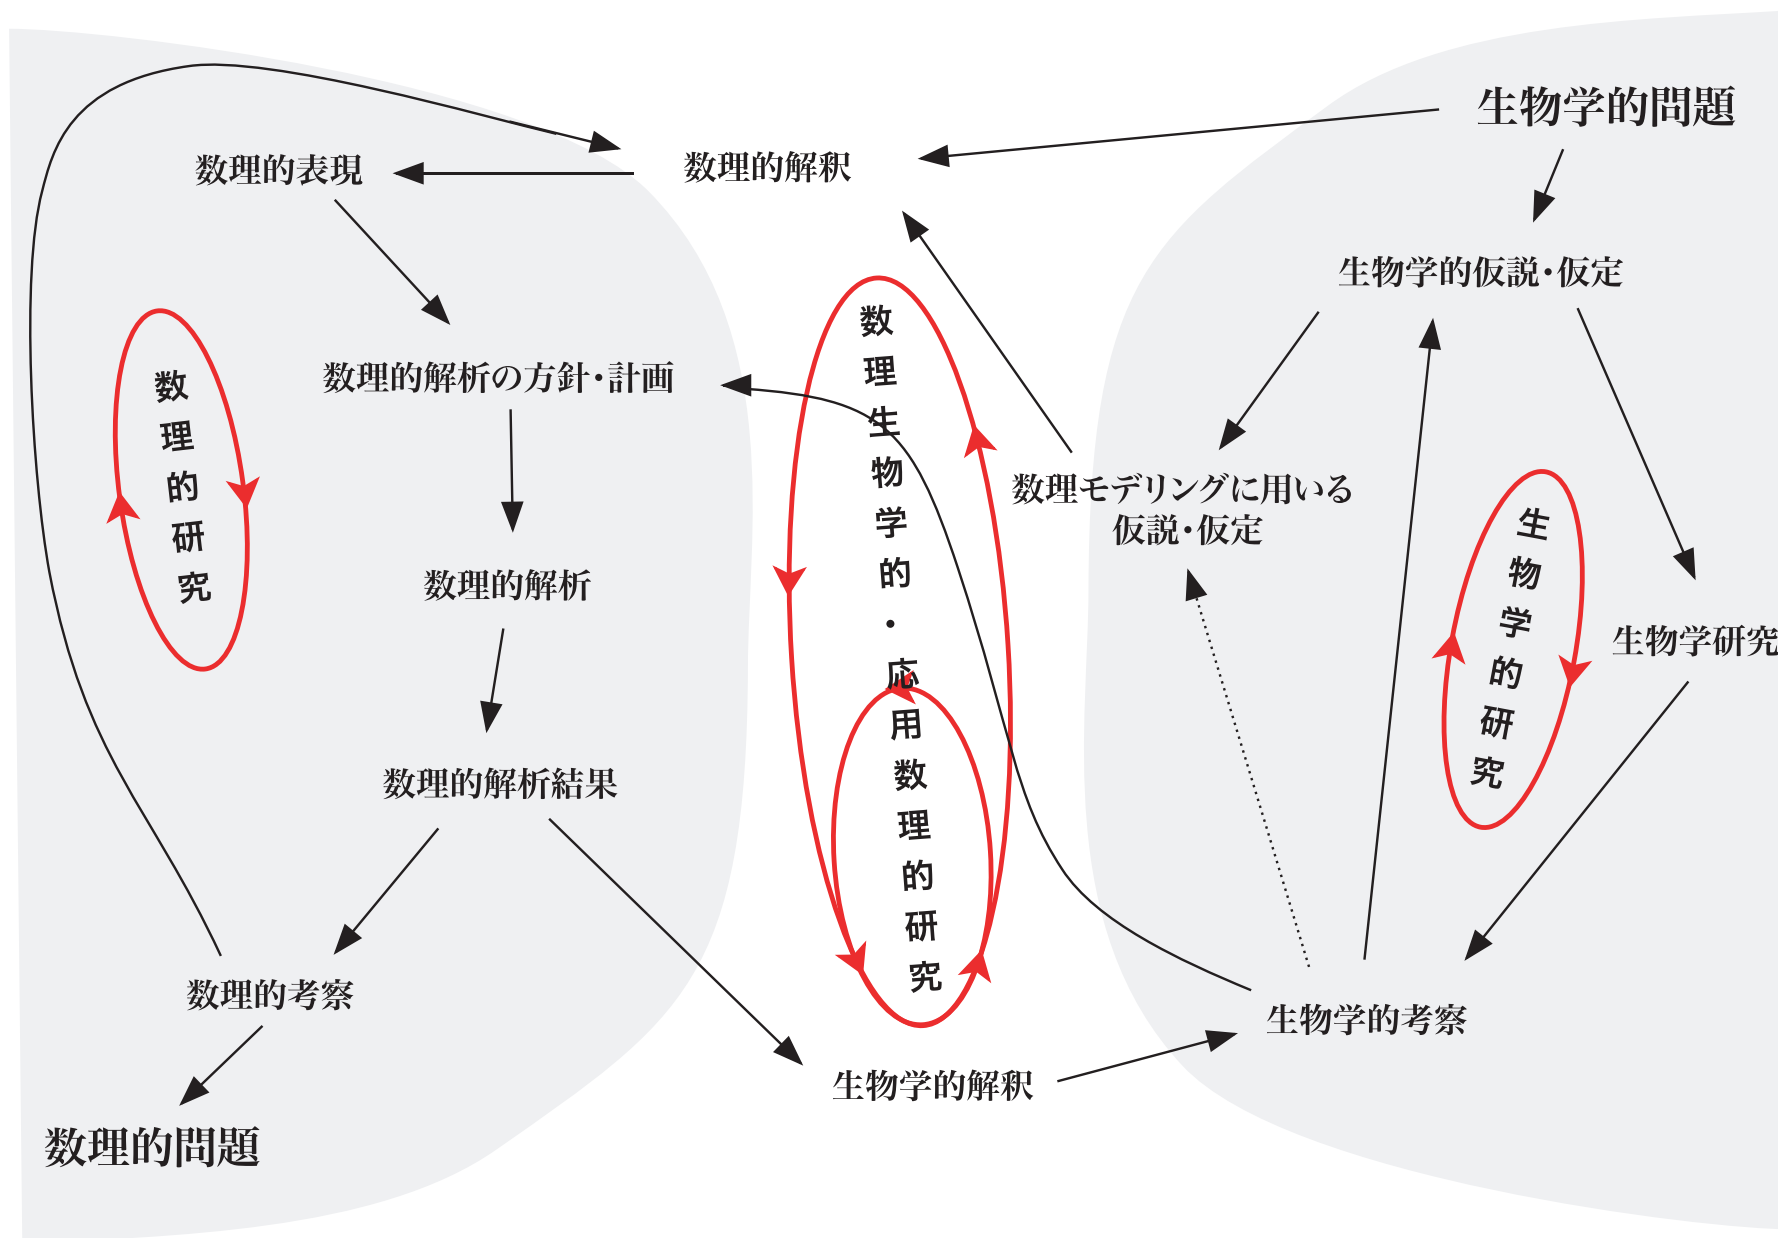 生物学的問題
数理的表現
数理的解釈
生物学的仮説・仮定
数理的解析の方針・計画
数理モデリングに用いる
仮説・仮定
数理的解析
生物学研究
数理的解析結果
数理的考察
生物学的考察
生物学的解釈
数理的問題
数理的研究
数理生物学的・応用数理的研究
生物学的研究